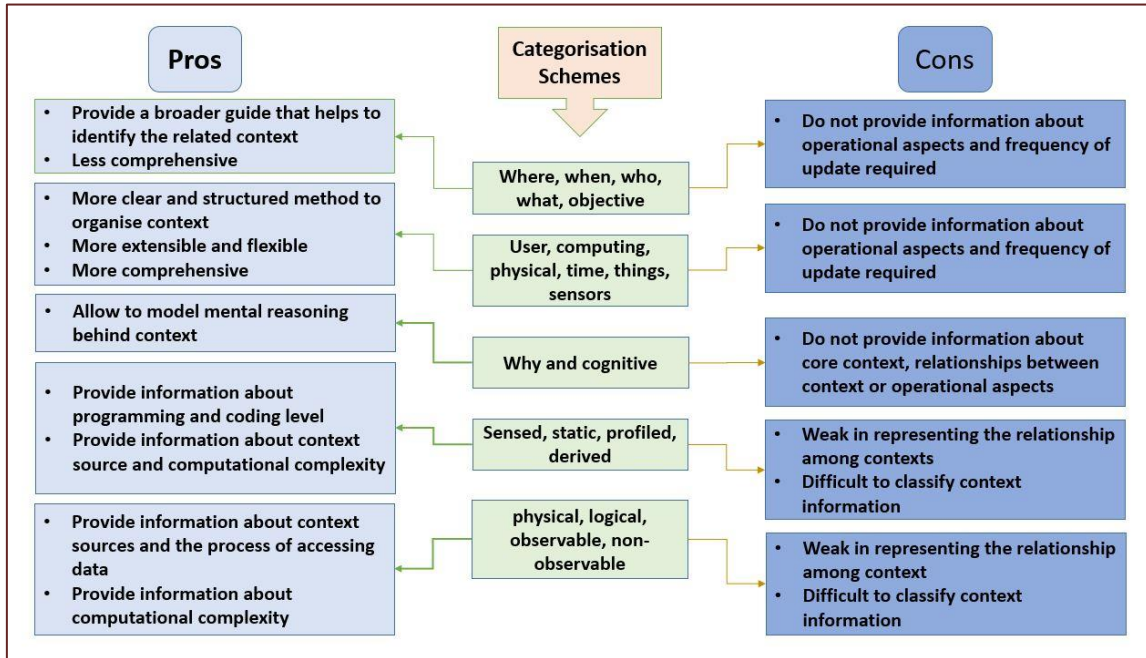 Pros
Categorisation
Schemes
Cons
• Provide a broader guide that helps to
identify the related context
• Less comprehensive
Where, when, who,
what, objective
• Do not provide information about
operational aspects and frequency of
update required
• More clear and structured method to
organise context
• More extensible and flexible
• More comprehensive
User, computing,
physical, time, things,
sensors
• Do not provide information about
operational aspects and frequency of
update required
• Allow to model mental reasoning
behind context
Why and cognitive
• Do not provide information about
core context, relationships between
context or operational aspects
• Provide information about
programming and coding level
• Provide information about context
source and computational complexity
Sensed, static, profiled,
derived
• Weak in representing the relationship
among contexts
• Difficult to classify context
information
• Provide information about context
sources and the process of accessing
data
• Provide information about
computational complexity
physical, logical,
observable, non-
observable
• Weak in representing the relationship
among context
• Difficult to classify context
information